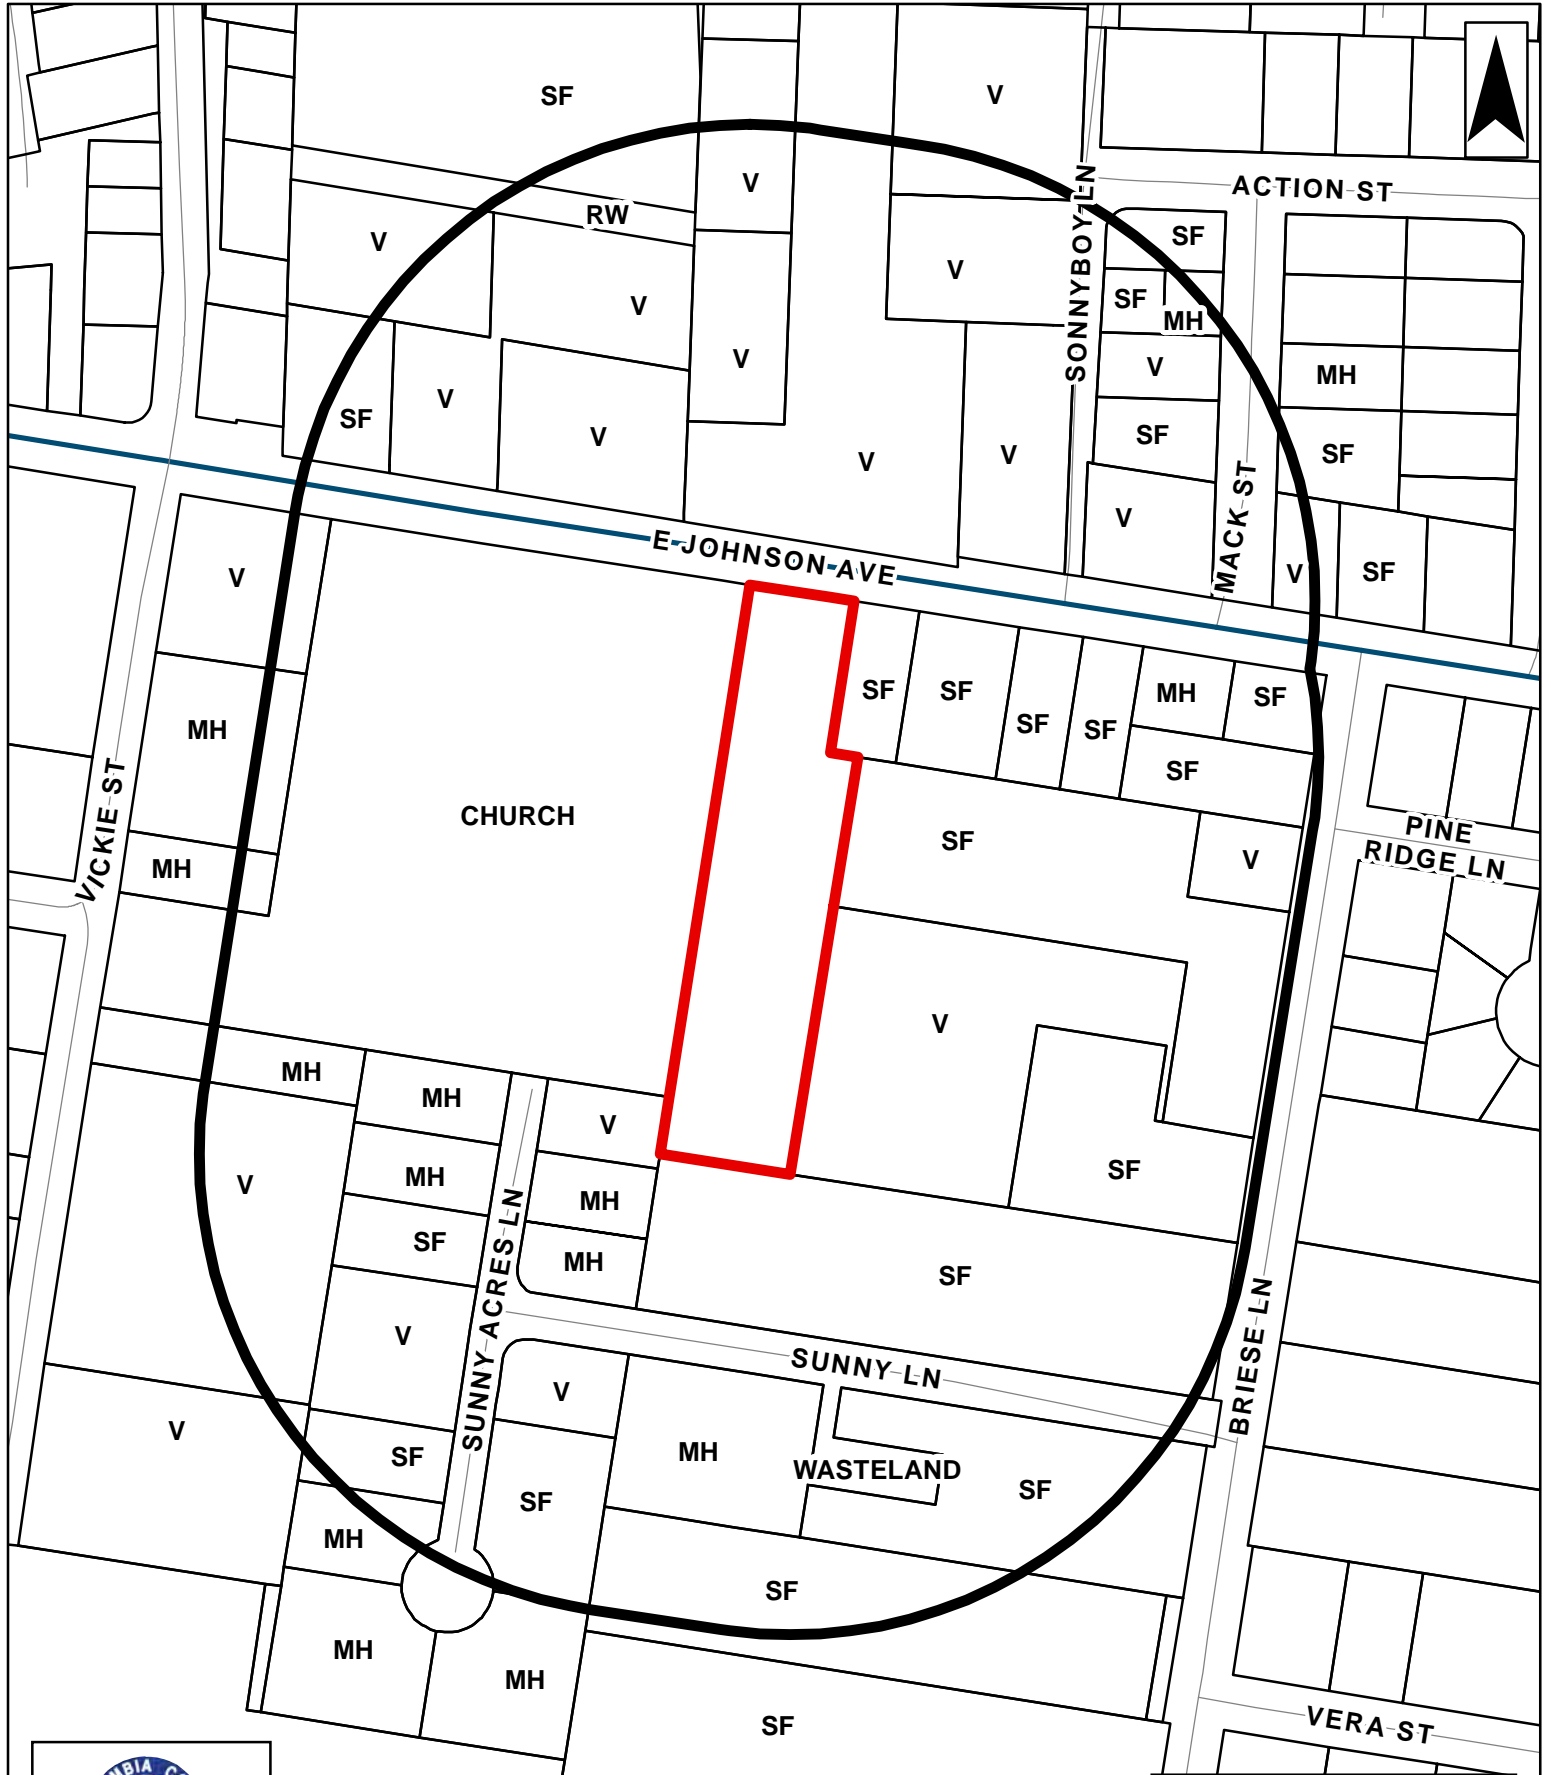 SF
V
ACTION ST
V
RW
V
SF
V
SONNYBOY LN
V
SF
MH
V
V
V
MH
V
SF
V
V
V
V
SF
SF
E JOHNSON AVE
V
MACK ST
V
V
SF
SF
SF
SF
SF
MH
SF
MH
SF
CHURCH
SF
V
PINE
RIDGE LN
VICKIE ST
MH
V
MH
MH
V
MH
V
SF
MH
SF
SUNNY ACRES LN
MH
SF
V
BRIESE LN
SUNNY LN
V
V
SF
MH
WASTELAND
SF
SF
MH
SF
MH
MH
SF
VERA ST